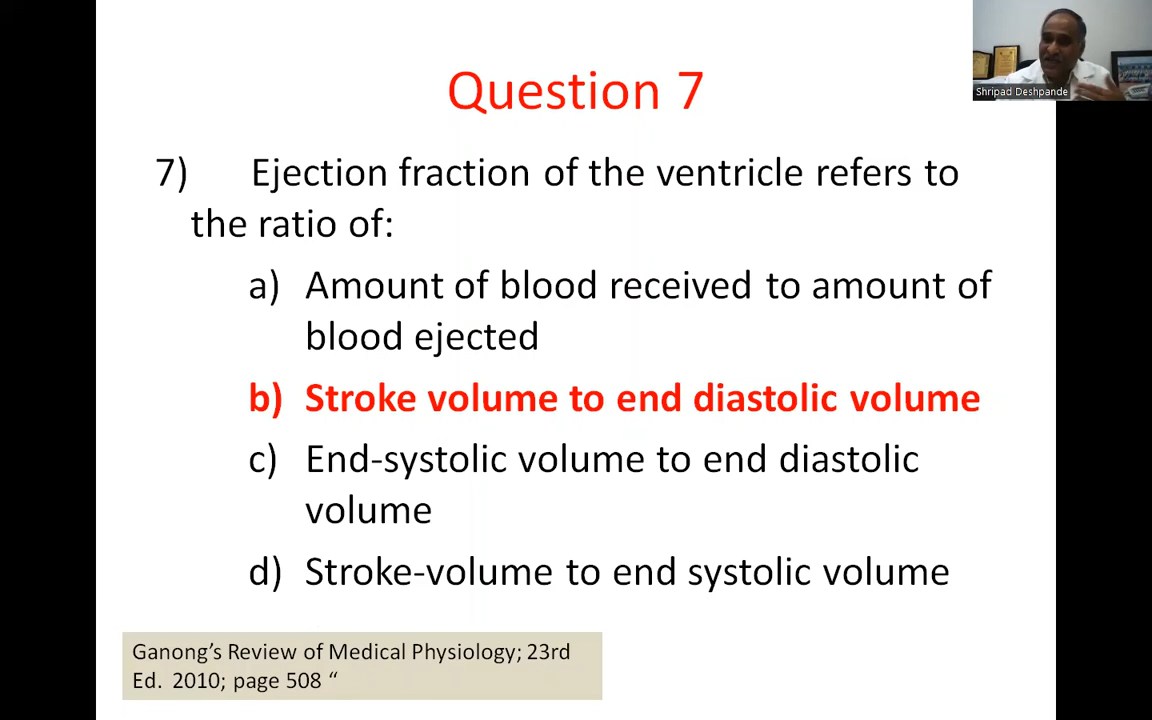 Question 7
Shripad Deshpande
7) Ejection fraction of the ventricle refers to
the ratio of:
a) Amount of blood received to amount of
blood ejected
b) Stroke volume to end diastolic volume
c) End-systolic volume to end diastolic
volume
d) Stroke-volume to end systolic volume
Ganong’s Review of Medical Physiology; 23rd
Ed. 2010; page 508 “